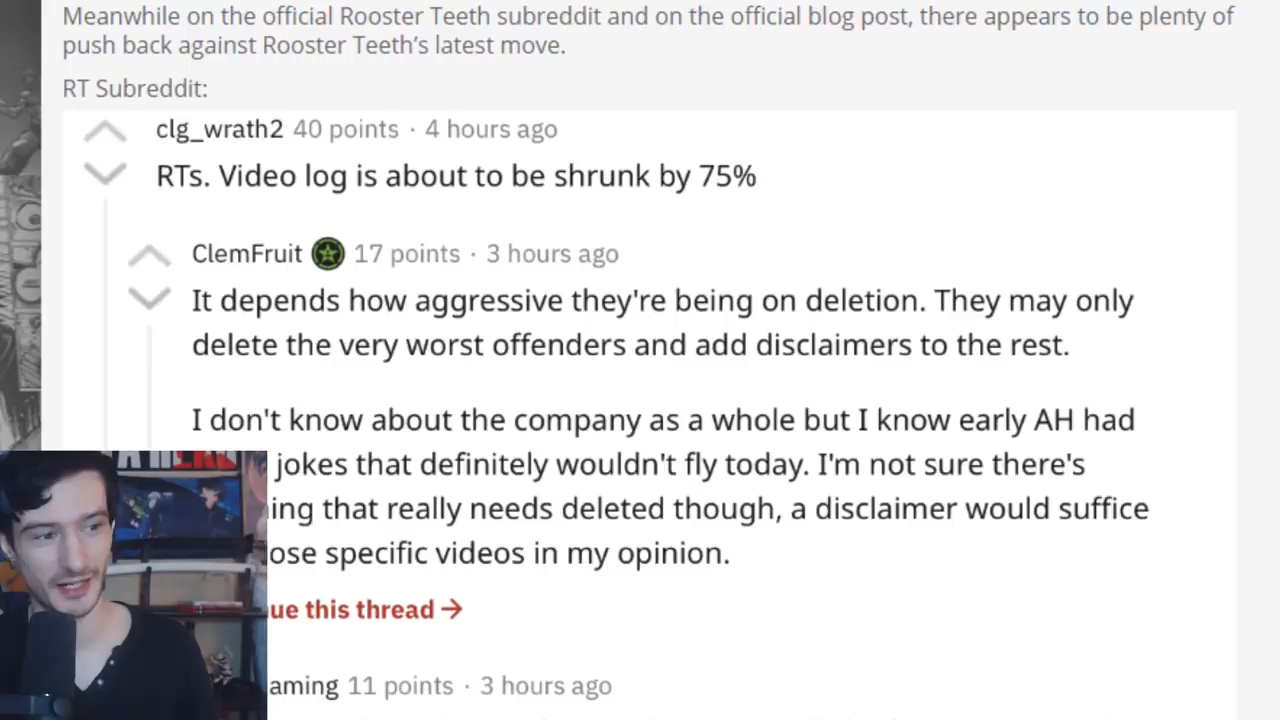 Meanwhile on the official Rooster Teeth subreddit and on the official blog post, there appears to be plenty of
push back against Rooster Teeth’s latest move.
RT Subreddit:
clg_wrath2 40 points · 4 hours ago
RTs. Video log is about to be shrunk by 75%
ClemFruit 17 points · 3 hours ago
It depends how aggressive they're being on deletion. They may only
delete the very worst offenders and add disclaimers to the rest.
I don't know about the company as a whole but I know early AH had
jokes that definitely wouldn't fly today. I'm not sure there's
ing that really needs deleted though, a disclaimer would suffice
ose specific videos in my opinion.
ue this thread →
aming 11 points · 3 hours ago